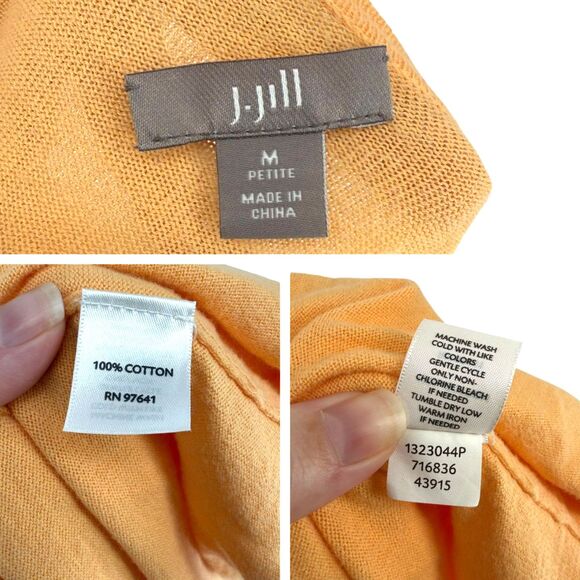 J.Jill
M
PETITE
MADE IN
CHINA
100% COTTON
RN 97641
MACHINE WASH
COLD WITH LIKE
COLORS
GENTLE CYCLE
ONLY NON-
CHLORINE BLEACH
IF NEEDED
TUMBLE DRY LOW
WARM IRON
IF NEEDED
1323044P
716836
43915